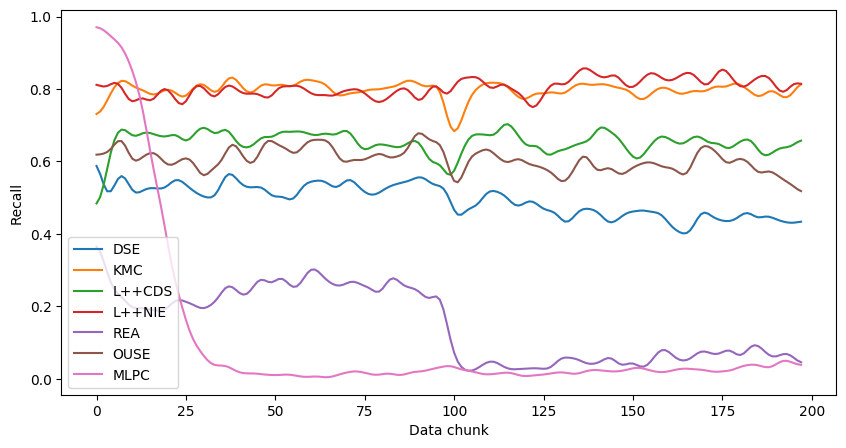 1.0
0.8
0.6
0.4
0.2
0.0
Recall
DSE
KMC
L++CDS
L++NIE
REA
OUSE
MLPC
0 25 50 75 100 125 150 175 200
Data chunk